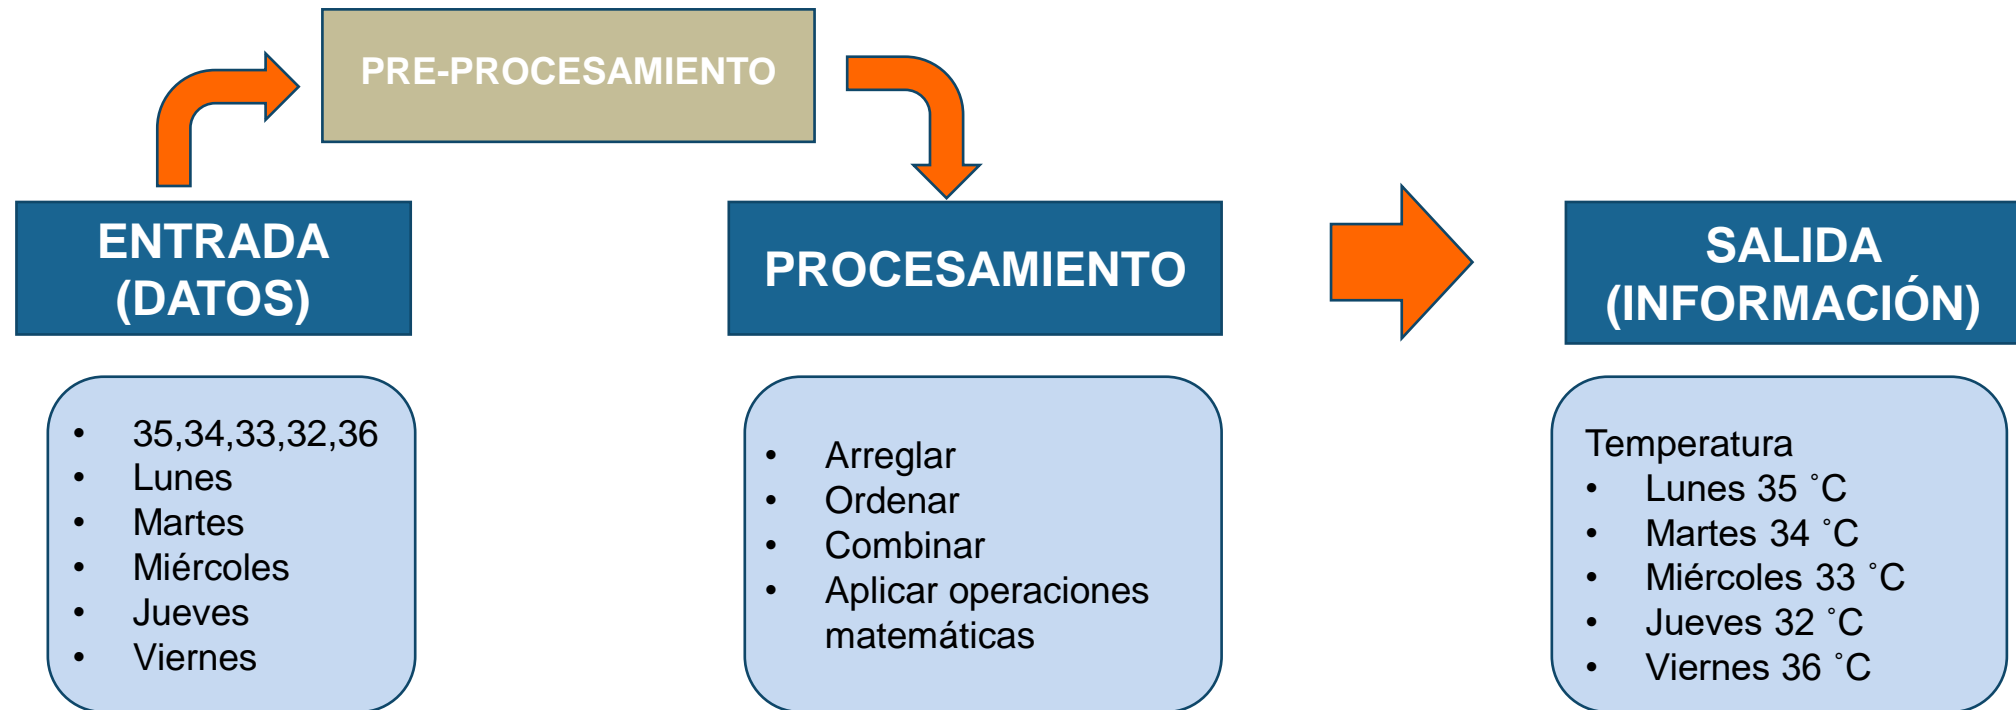 PRE-PROCESAMIENTO
ENTRADA
(DATOS)
PROCESAMIENTO
SALIDA
(INFORMACIÓN)
• 35,34,33,32,36
• Lunes
• Martes
• Miércoles
• Jueves
• Viernes
• Arreglar
• Ordenar
• Combinar
• Aplicar operaciones
matemáticas
Temperatura
• Lunes 35 ˚C
• Martes 34 ˚C
• Miércoles 33 ˚C
• Jueves 32 ˚C
• Viernes 36 ˚C